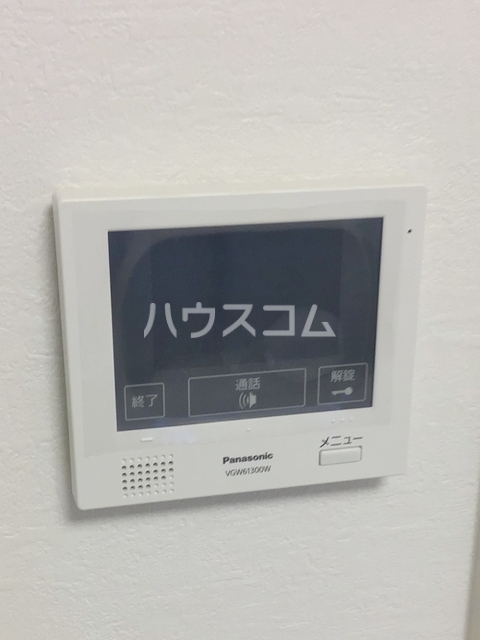 ハウスコム
終了
通話
解錠
メニュー
Panasonic
VGW61300W